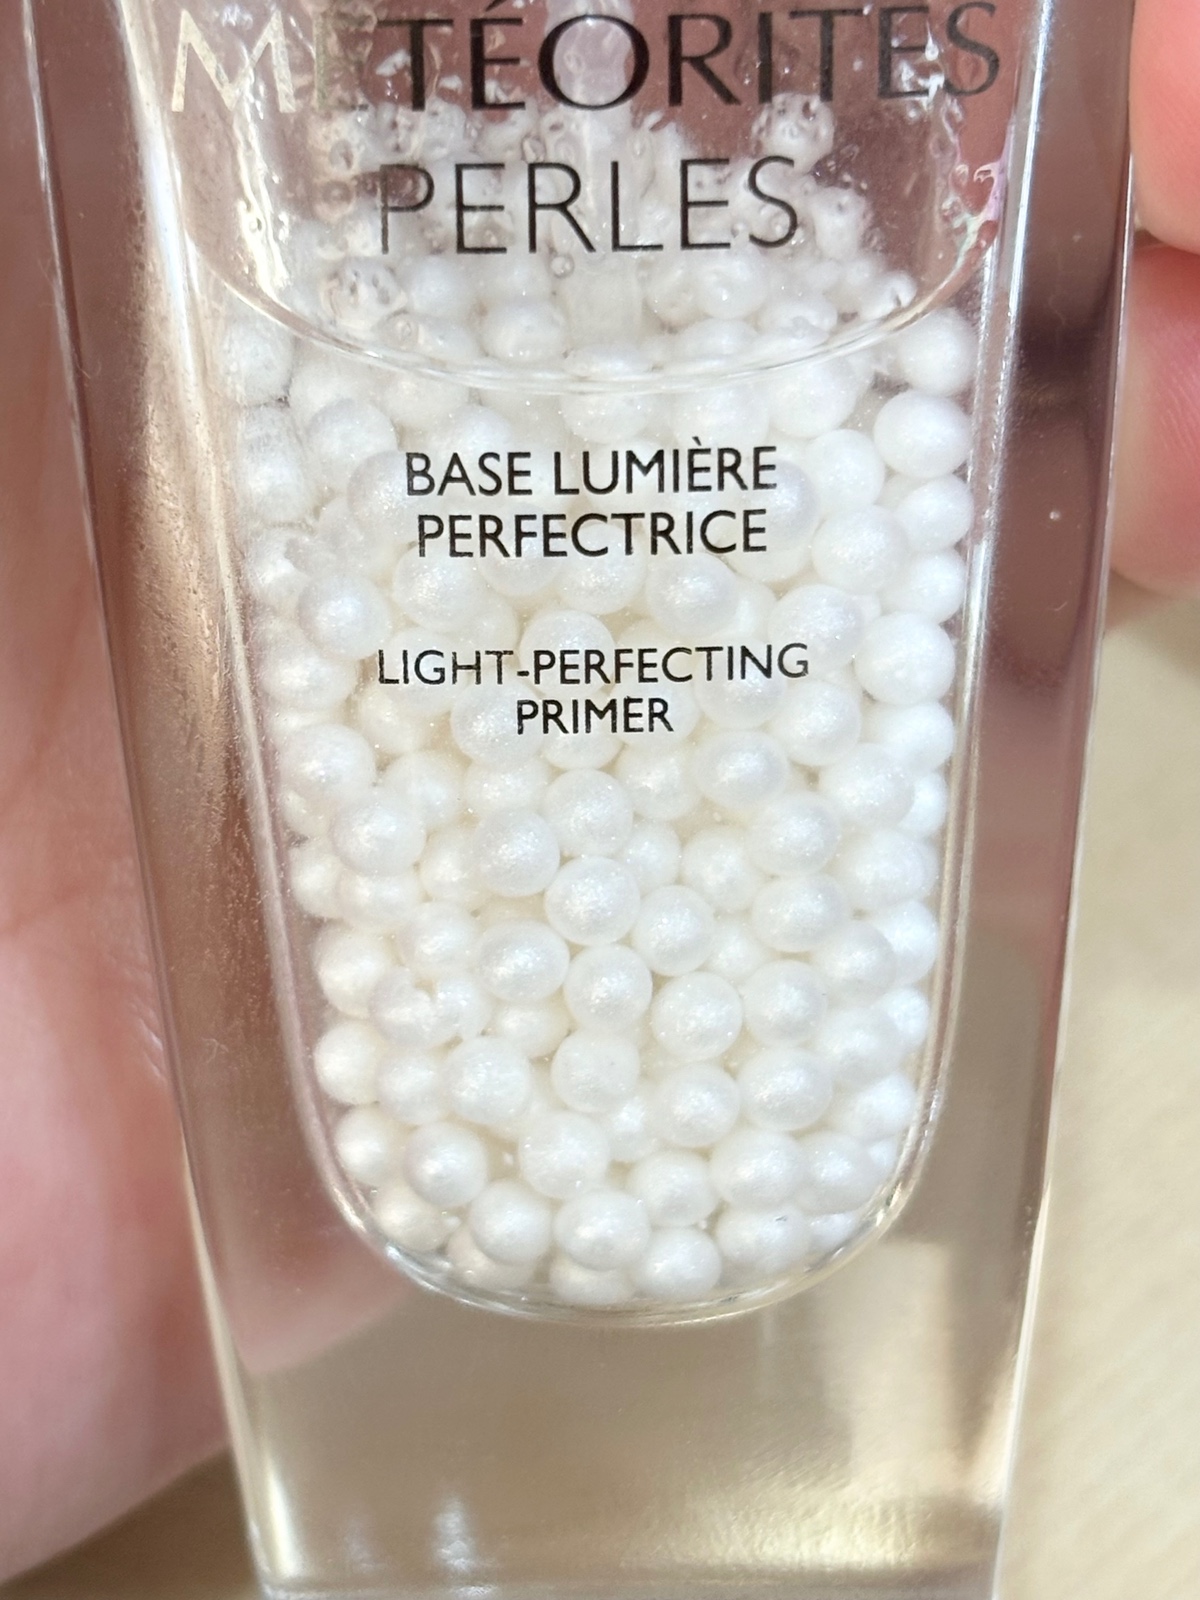 MÉTÉORITES
PERLES
BASE LUMIÈRE
PERFECTRICE
LIGHT-PERFECTING
PRIMER